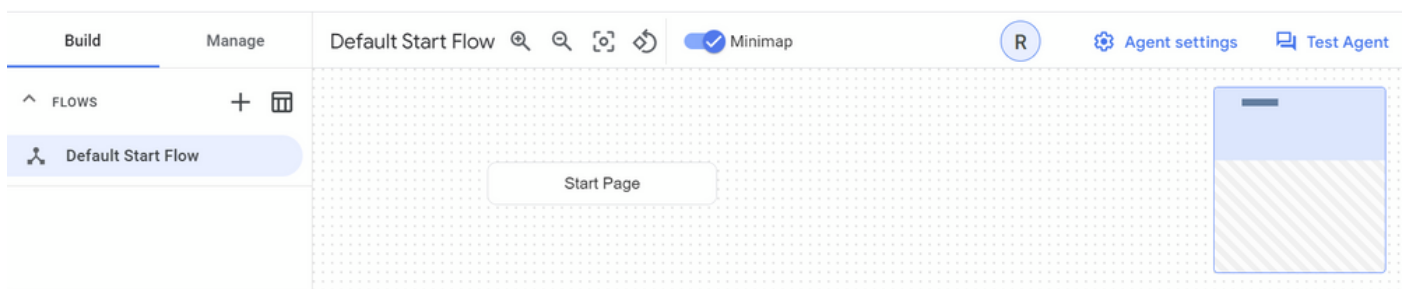 Build
Manage
Default Start Flow
Minimap
R
Agent settings
Test Agent
FLOWS
Default Start Flow
Start Page